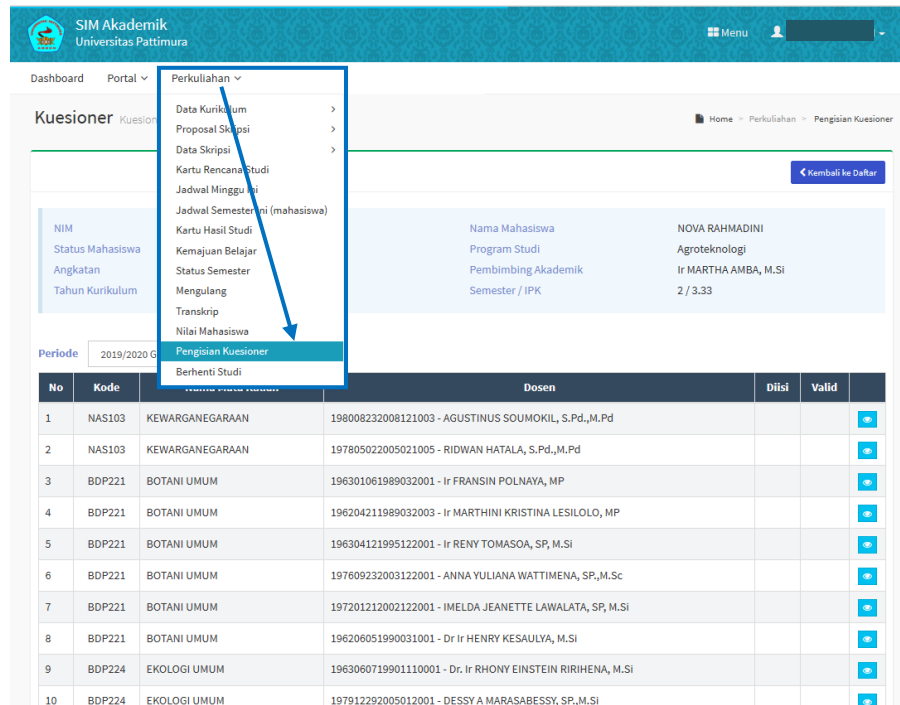 SIM Akademik
Universitas Pattimura
Menu
Dashboard Portal Perkuliahan
Kuesioner Kuesion
Home > Perkuliahan > Pengisian Kuesioner
Data Kurikulum
Proposal Skripsi
Data Skripsi
Kartu Rencana Studi
Jadwal Minggu Ini
Jadwal Semester Ini (mahasiswa)
Kartu Hasil Studi
Kemajuan Belajar
Status Semester
Mengulang
Transkrip
Nilai Mahasiswa
Pengisian Kuesioner
Berhenti Studi
Kembali ke Daftar
NIM
Status Mahasiswa
Angkatan
Tahun Kurikulum
Nama Mahasiswa NOVA RAHMADINI
Program Studi Agroteknologi
Pembimbing Akademik Ir MARTHA AMBA, M.Si
Semester / IPK 2 / 3.33
Periode 2019/2020 G
No Kode Nama Mata Kuliah Dosen Diisi Valid
1 NAS103 KEWARGANEGARAAN 198008232008121003 - AGUSTINUS SOUMOKIL, S.Pd.,M.Pd
2 NAS103 KEWARGANEGARAAN 197805022005021005 - RIDWAN HATALA, S.Pd.,M.Pd
3 BDP221 BOTANI UMUM 196301061989032001 - Ir FRANSIN POLNAYA, MP
4 BDP221 BOTANI UMUM 196204211989032003 - Ir MARTHINI KRISTINA LESILOLO, MP
5 BDP221 BOTANI UMUM 196304121995122001 - Ir RENY TOMASOA, SP, M.Si
6 BDP221 BOTANI UMUM 197609232003122001 - ANNA YULIANA WATTIMENA, SP.,M.Sc
7 BDP221 BOTANI UMUM 197201212002122001 - IMELDA JEANETTE LAWALATA, SP, M.Si
8 BDP221 BOTANI UMUM 196206051990031001 - Dr Ir HENRY KESAULYA, M.Si
9 BDP224 EKOLOGI UMUM 1963060719901110001 - Dr. Ir RHONY EINSTEIN RIRIHENA, M.Si
10 BDP224 EKOLOGI UMUM 197912292005012001 - DESSY A MARASABESSY, SP.,M.Si